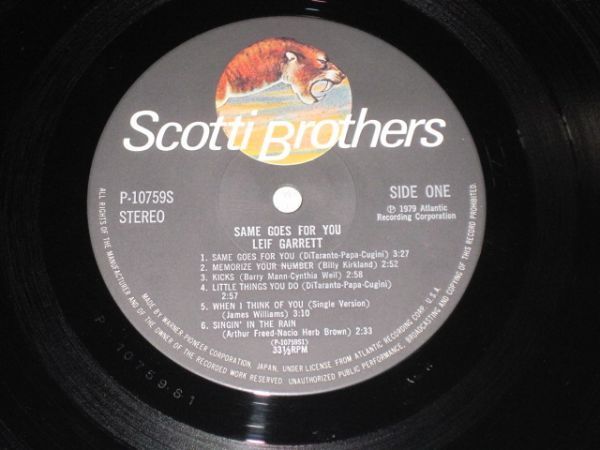 Scotti Brothers
P-10759S
STEREO
SIDE ONE
℗ 1979 Atlantic
Recording Corporation
SAME GOES FOR YOU
LEIF GARRETT
1. SAME GOES FOR YOU (DiTaranto-Papa-Cugini) 3:27
2. MEMORIZE YOUR NUMBER (Billy Kirkland) 2:52
3. KICKS (Barry Mann-Cynthia Weil) 2:58
4. LITTLE THINGS YOU DO (DiTaranto-Papa-Cugini)
2:57
5. WHEN I THINK OF YOU (Single Version)
(James Williams) 3:10
6. SINGIN' IN THE RAIN
(Arthur Freed-Nacio Herb Brown) 2:33
(P-10759S1)
33⅓RPM
ALL RIGHTS OF THE MANUFACTURER AND OF THE OWNER OF THE RECORDED WORK RESERVED. UNAUTHORIZED PUBLIC PERFORMANCE, BROADCASTING AND COPYING OF THIS RECORD PROHIBITED.
MADE BY WARNER-PIONEER CORPORATION, JAPAN, UNDER LICENSE FROM ATLANTIC RECORDING CORP. U.S.A.
P-10759.S1